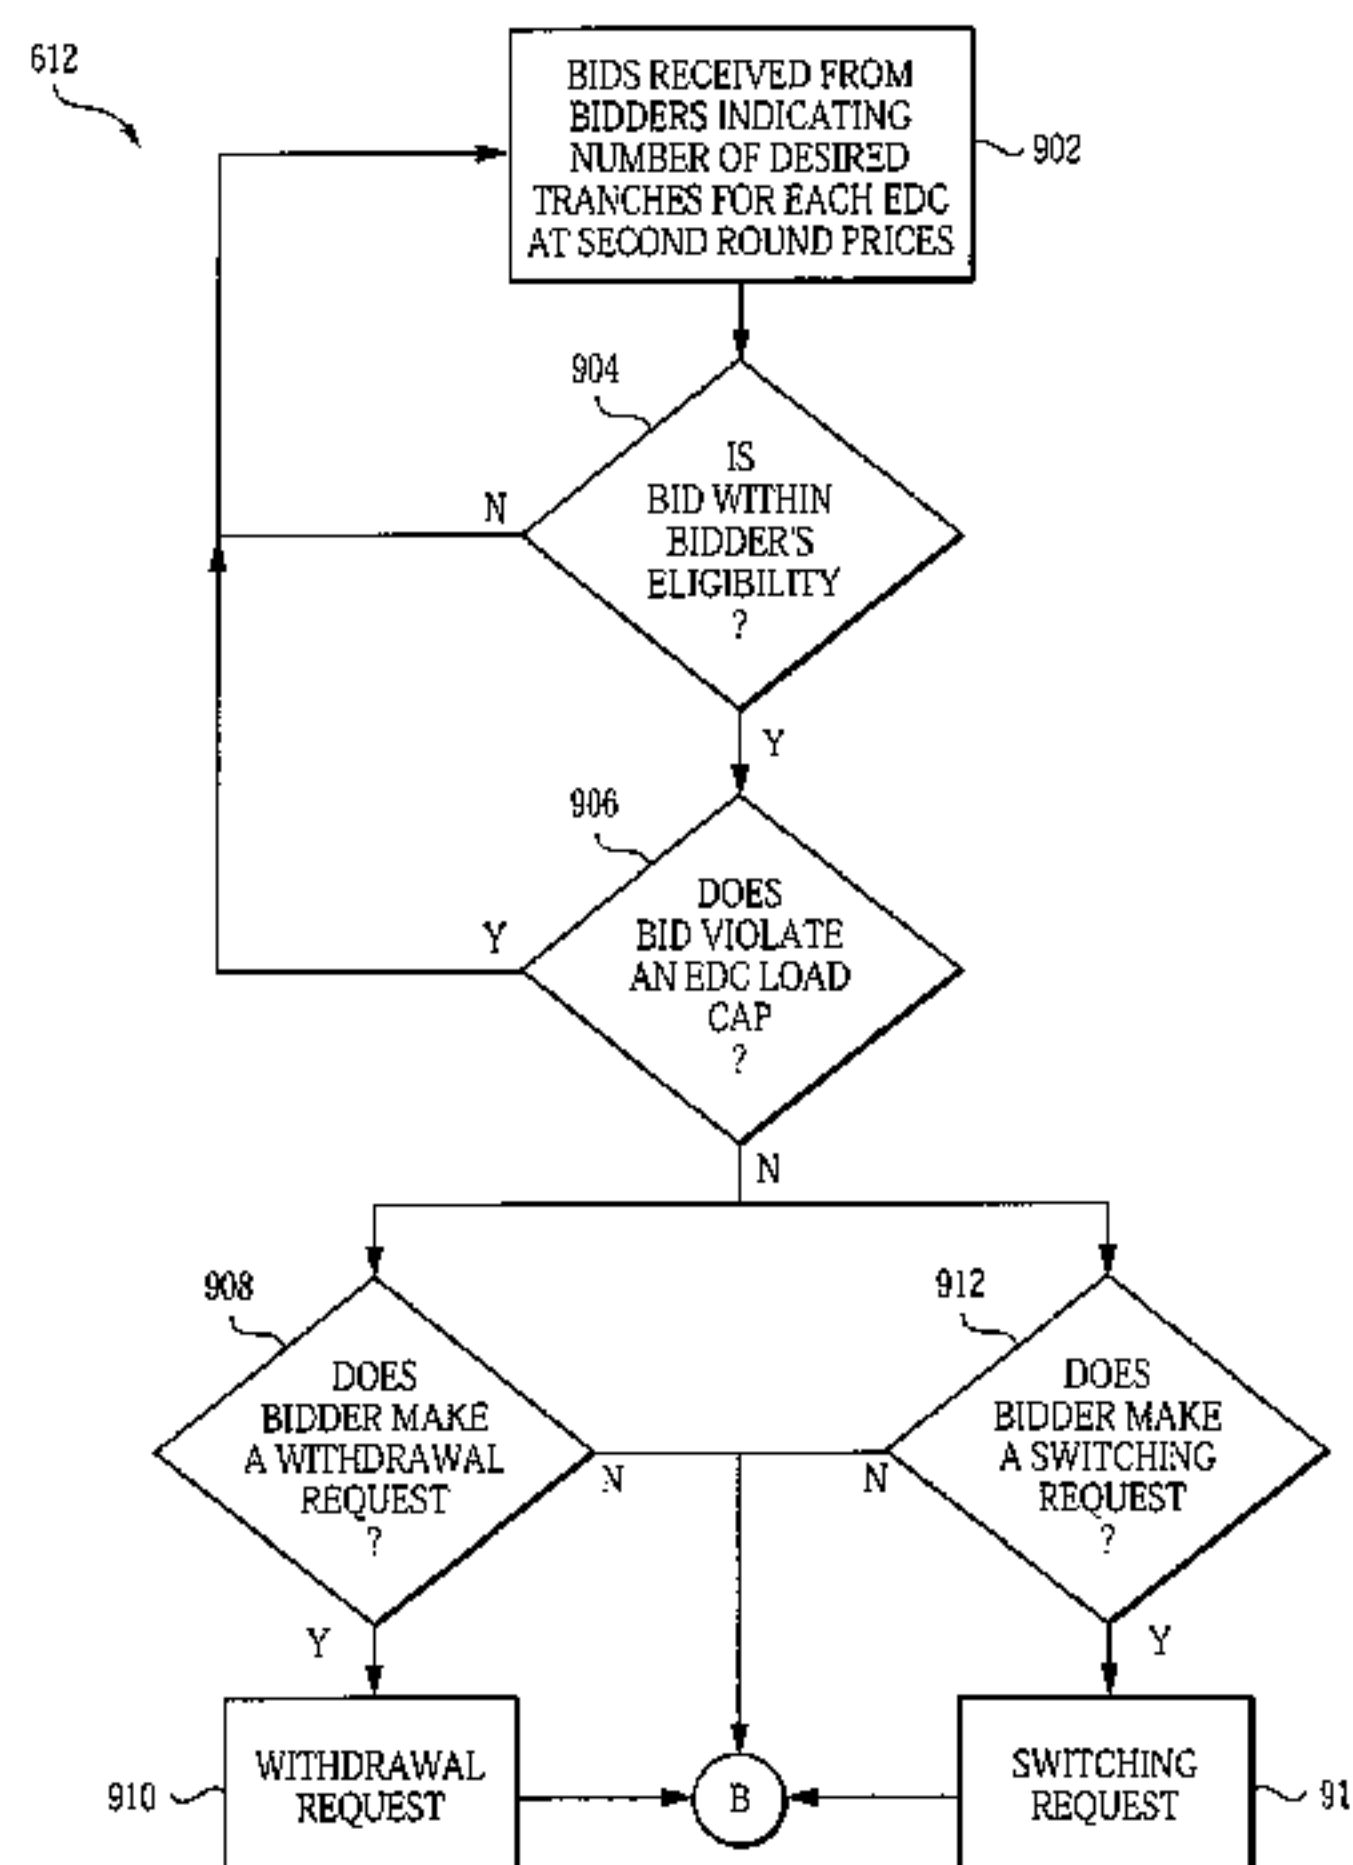 612
BIDS RECEIVED FROM
BIDDERS INDICATING
NUMBER OF DESIRED
TRANCHES FOR EACH EDC
AT SECOND ROUND PRICES
902
904
IS
BID WITHIN
BIDDER'S
ELIGIBILITY
?
N
Y
906
DOES
BID VIOLATE
AN EDC LOAD
CAP
?
Y
N
908
DOES
BIDDER MAKE
A WITHDRAWAL
REQUEST
?
N
Y
912
DOES
BIDDER MAKE
A SWITCHING
REQUEST
?
N
Y
910
WITHDRAWAL
REQUEST
B
SWITCHING
REQUEST
91